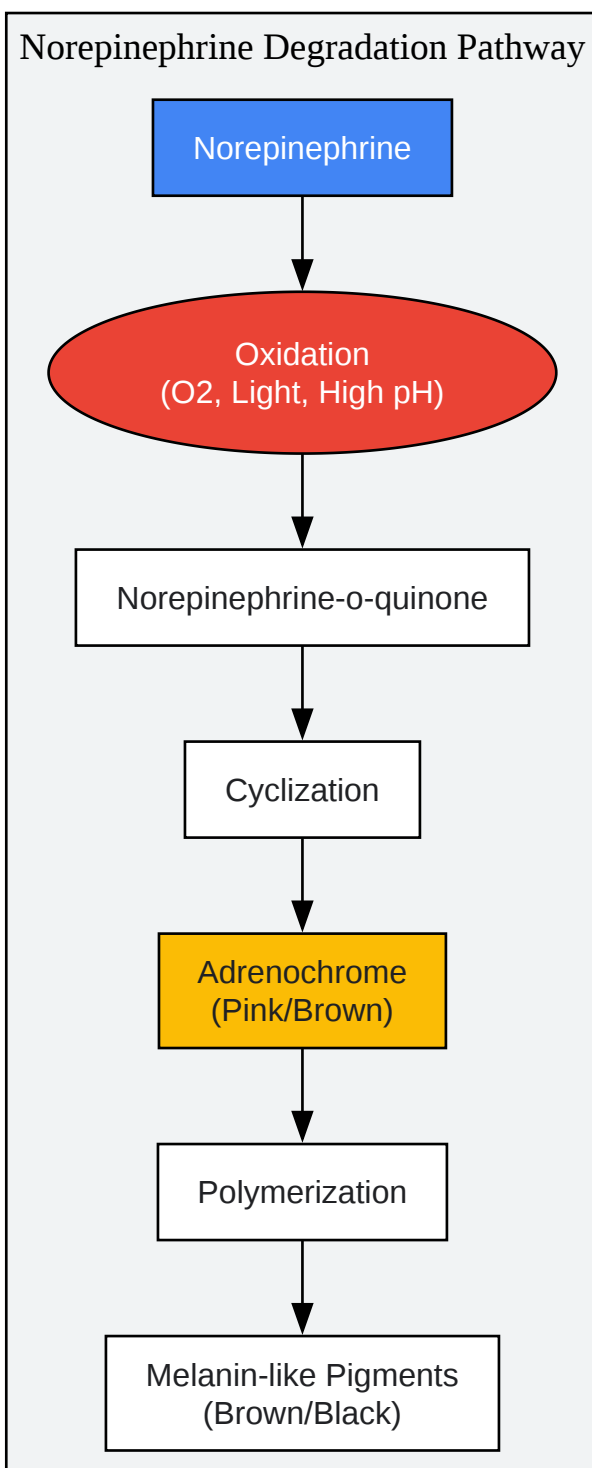 Norepinephrine Degradation Pathway
Norepinephrine
Oxidation
(O2, Light, High pH)
Norepinephrine-o-quinone
Cyclization
Adrenochrome
(Pink/Brown)
Polymerization
Melanin-like Pigments
(Brown/Black)